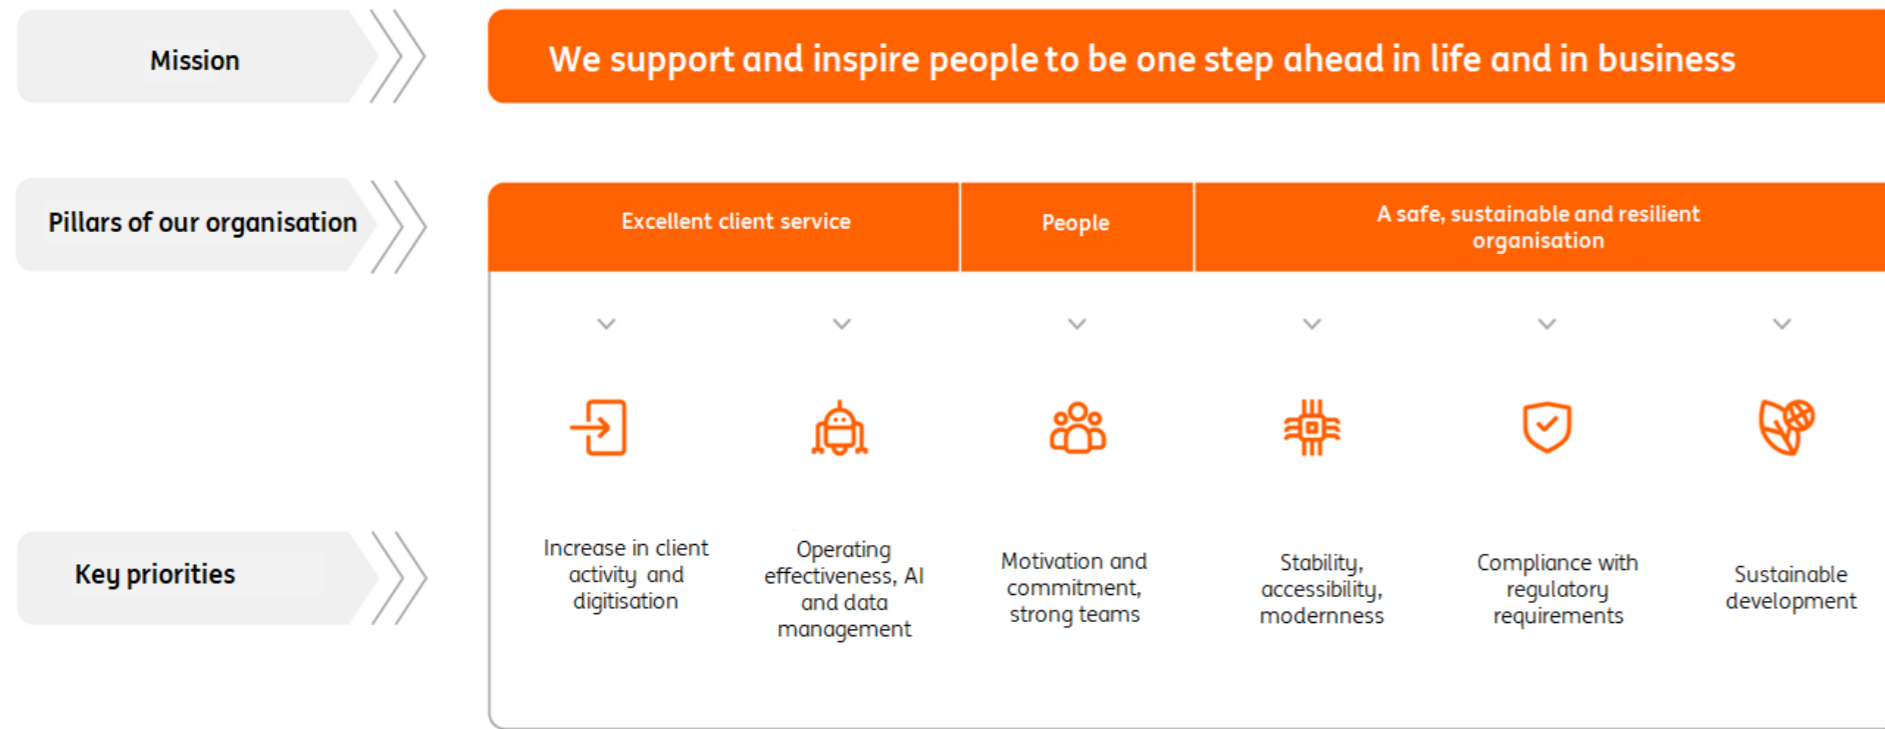 Mission
We support and inspire people to be one step ahead in life and in business
Pillars of our organisation
Excellent client service
People
A safe, sustainable and resilient
organisation
Key priorities
Increase in client
activity and
digitisation
Operating
effectiveness, AI
and data
management
Motivation and
commitment,
strong teams
Stability,
accessibility,
modernness
Compliance with
regulatory
requirements
Sustainable
development